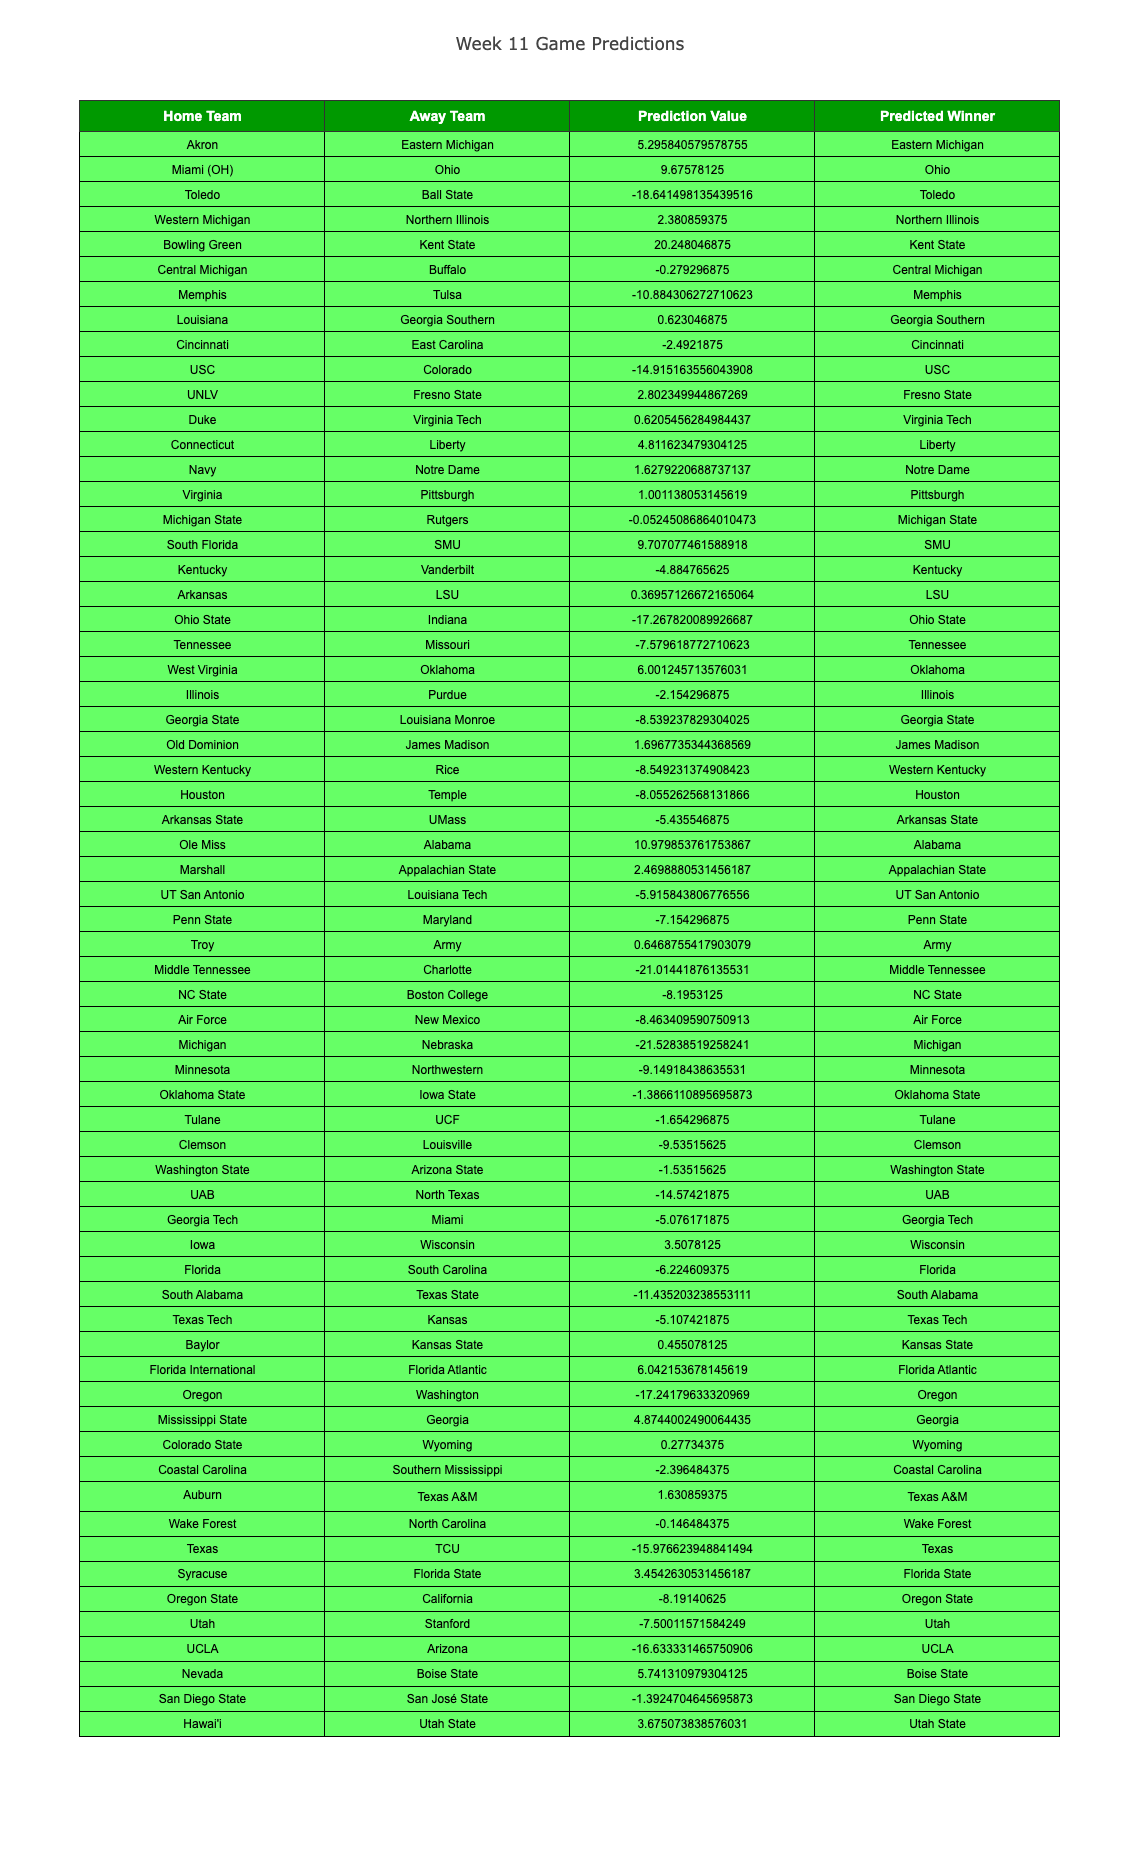 Week 11 Game Predictions
Home Team Away Team Prediction Value Predicted Winner
Akron Eastern Michigan 5.295840579578755 Eastern Michigan
Miami (OH) Ohio 9.67578125 Ohio
Toledo Ball State -18.641498135439516 Toledo
Western Michigan Northern Illinois 2.380859375 Northern Illinois
Bowling Green Kent State 20.248046875 Kent State
Central Michigan Buffalo -0.279296875 Central Michigan
Memphis Tulsa -10.884306272710623 Memphis
Louisiana Georgia Southern 0.623046875 Georgia Southern
Cincinnati East Carolina -2.4921875 Cincinnati
USC Colorado -14.915163556043908 USC
UNLV Fresno State 2.802349944867269 Fresno State
Duke Virginia Tech 0.6205456284984437 Virginia Tech
Connecticut Liberty 4.811623479304125 Liberty
Navy Notre Dame 1.6279220688737137 Notre Dame
Virginia Pittsburgh 1.001138053145619 Pittsburgh
Michigan State Rutgers -0.05245086864010473 Michigan State
South Florida SMU 9.707077461588918 SMU
Kentucky Vanderbilt -4.884765625 Kentucky
Arkansas LSU 0.36957126672165064 LSU
Ohio State Indiana -17.267820089926687 Ohio State
Tennessee Missouri -7.579618772710623 Tennessee
West Virginia Oklahoma 6.001245713576031 Oklahoma
Illinois Purdue -2.154296875 Illinois
Georgia State Louisiana Monroe -8.539237829304025 Georgia State
Old Dominion James Madison 1.6967735344368569 James Madison
Western Kentucky Rice -8.549231374908423 Western Kentucky
Houston Temple -8.055262568131866 Houston
Arkansas State UMass -5.435546875 Arkansas State
Ole Miss Alabama 10.979853761753867 Alabama
Marshall Appalachian State 2.4698880531456187 Appalachian State
UT San Antonio Louisiana Tech -5.915843806776556 UT San Antonio
Penn State Maryland -7.154296875 Penn State
Troy Army 0.6468755417903079 Army
Middle Tennessee Charlotte -21.01441876135531 Middle Tennessee
NC State Boston College -8.1953125 NC State
Air Force New Mexico -8.463409590750913 Air Force
Michigan Nebraska -21.52838519258241 Michigan
Minnesota Northwestern -9.14918438635531 Minnesota
Oklahoma State Iowa State -1.3866110895695873 Oklahoma State
Tulane UCF -1.654296875 Tulane
Clemson Louisville -9.53515625 Clemson
Washington State Arizona State -1.53515625 Washington State
UAB North Texas -14.57421875 UAB
Georgia Tech Miami -5.076171875 Georgia Tech
Iowa Wisconsin 3.5078125 Wisconsin
Florida South Carolina -6.224609375 Florida
South Alabama Texas State -11.435203238553111 South Alabama
Texas Tech Kansas -5.107421875 Texas Tech
Baylor Kansas State 0.455078125 Kansas State
Florida International Florida Atlantic 6.042153678145619 Florida Atlantic
Oregon Washington -17.24179633320969 Oregon
Mississippi State Georgia 4.8744002490064435 Georgia
Colorado State Wyoming 0.27734375 Wyoming
Coastal Carolina Southern Mississippi -2.396484375 Coastal Carolina
Auburn Texas A&M 1.630859375 Texas A&M
Wake Forest North Carolina -0.146484375 Wake Forest
Texas TCU -15.976623948841494 Texas
Syracuse Florida State 3.4542630531456187 Florida State
Oregon State California -8.19140625 Oregon State
Utah Stanford -7.50011571584249 Utah
UCLA Arizona -16.633331465750906 UCLA
Nevada Boise State 5.741310979304125 Boise State
San Diego State San José State -1.3924704645695873 San Diego State
Hawai'i Utah State 3.675073838576031 Utah State